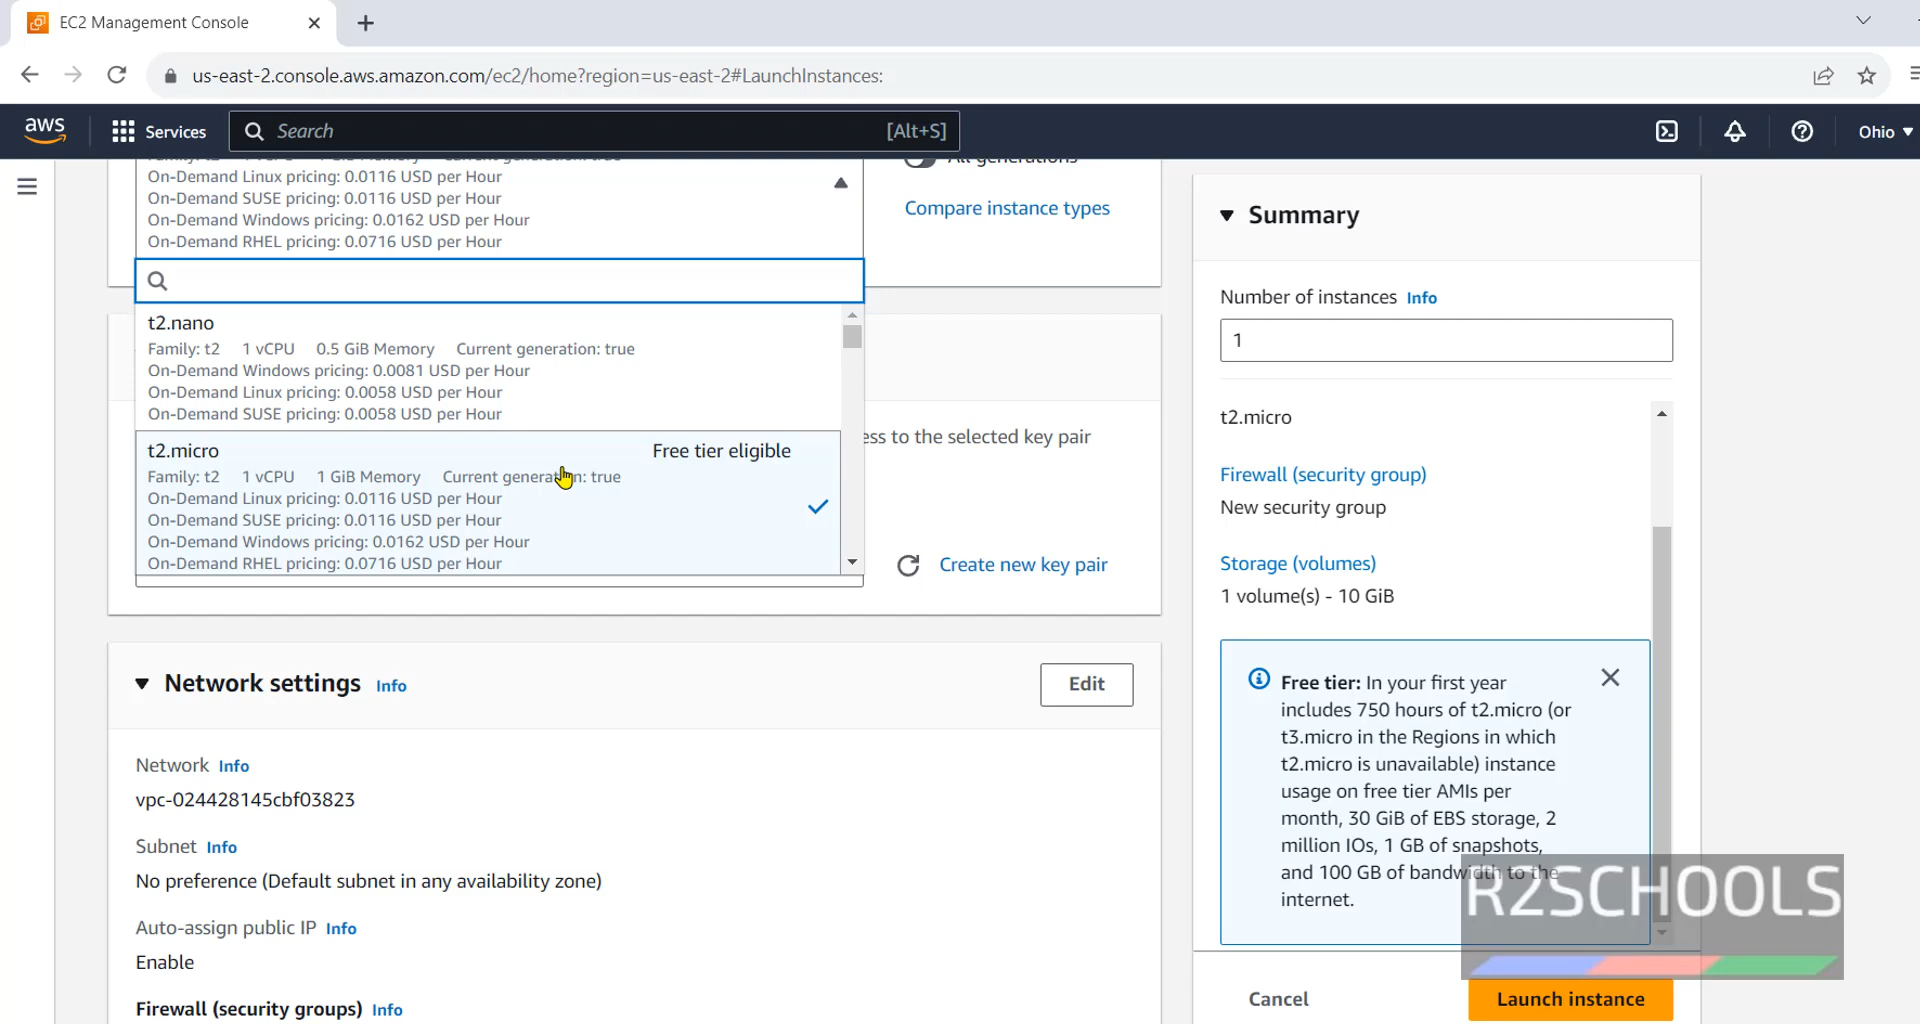 EC2 Management Console
us-east-2.console.aws.amazon.com/ec2/home?region=us-east-2#LaunchInstances:
aws
Services
Search
[Alt+S]
Ohio
On-Demand Linux pricing: 0.0116 USD per Hour
On-Demand SUSE pricing: 0.0116 USD per Hour
On-Demand Windows pricing: 0.0162 USD per Hour
On-Demand RHEL pricing: 0.0716 USD per Hour
All generations
Compare instance types
t2.nano
Family: t2 1 vCPU 0.5 GiB Memory Current generation: true
On-Demand Windows pricing: 0.0081 USD per Hour
On-Demand Linux pricing: 0.0058 USD per Hour
On-Demand SUSE pricing: 0.0058 USD per Hour
t2.micro
Free tier eligible
Family: t2 1 vCPU 1 GiB Memory Current generation: true
On-Demand Linux pricing: 0.0116 USD per Hour
On-Demand SUSE pricing: 0.0116 USD per Hour
On-Demand Windows pricing: 0.0162 USD per Hour
On-Demand RHEL pricing: 0.0716 USD per Hour
to the selected key pair
Create new key pair
Network settings Info
Edit
Network Info
vpc-024428145cbf03823
Subnet Info
No preference (Default subnet in any availability zone)
Auto-assign public IP Info
Enable
Firewall (security groups) Info
Summary
Number of instances Info
1
t2.micro
Firewall (security group)
New security group
Storage (volumes)
1 volume(s) - 10 GiB
Free tier: In your first year
includes 750 hours of t2.micro (or
t3.micro in the Regions in which
t2.micro is unavailable) instance
usage on free tier AMIs per
month, 30 GiB of EBS storage, 2
million IOs, 1 GB of snapshots,
and 100 GB of bandwidth to the
internet.
R2SCHOOLS
Cancel
Launch instance